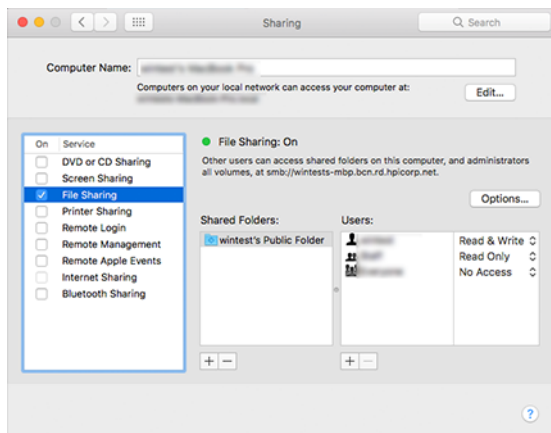 Sharing
Search
Computer Name:
Computers on your local network can access your computer at:
Edit...
On Service
DVD or CD Sharing
Screen Sharing
File Sharing
Printer Sharing
Remote Login
Remote Management
Remote Apple Events
Internet Sharing
Bluetooth Sharing
File Sharing: On
Other users can access shared folders on this computer, and administrators
all volumes, at smb://wintests-mbp.bcn.rd.hpicorp.net.
Options...
Shared Folders:
Users:
wintest's Public Folder
Read & Write
Read Only
No Access
+ −
+ −
?